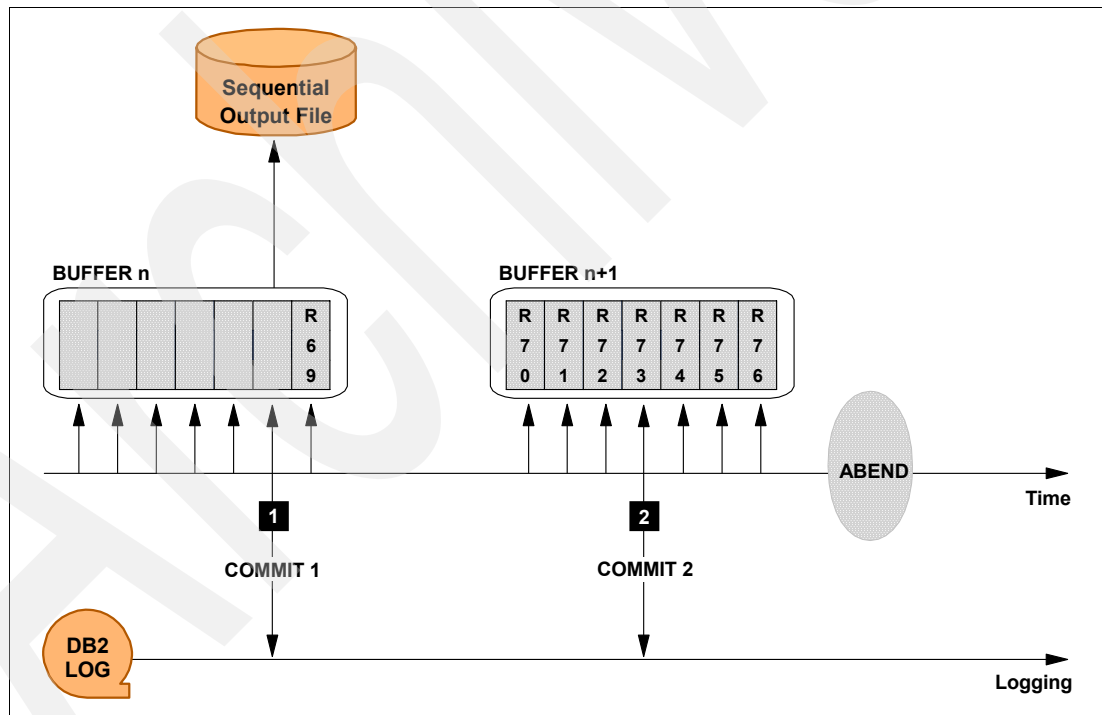 Sequential
Output File
BUFFER n
BUFFER n+1
R
6
9
R R R R R R R
7 7 7 7 7 7 7
0 1 2 3 4 5 6
ABEND
Time
1
2
COMMIT 1
COMMIT 2
DB2
LOG
Logging